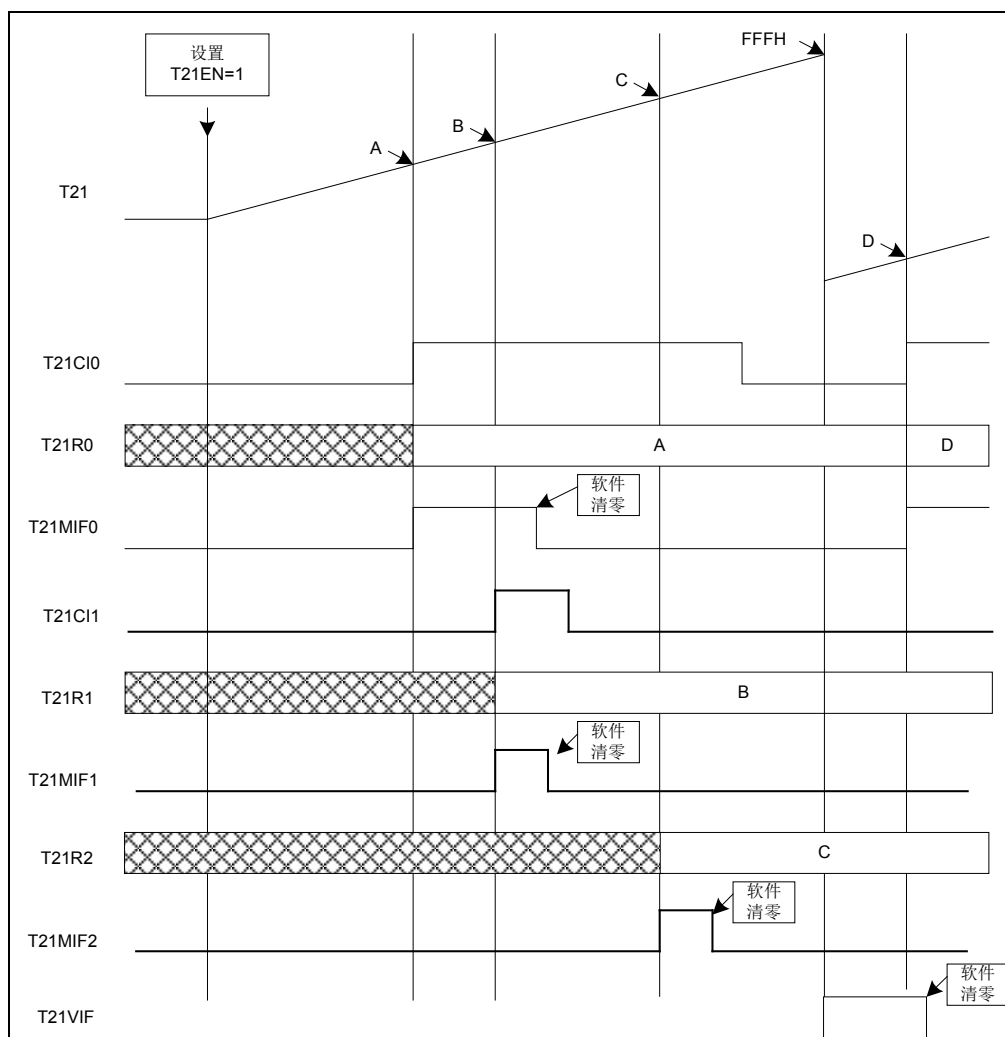 设置
T21EN=1
FFFH
C
B
A
T21
D
T21CI0
T21R0
A
D
软件
清零
T21MIF0
T21CI1
T21R1
B
软件
清零
T21MIF1
T21R2
C
软件
清零
T21MIF2
软件
清零
T21VIF